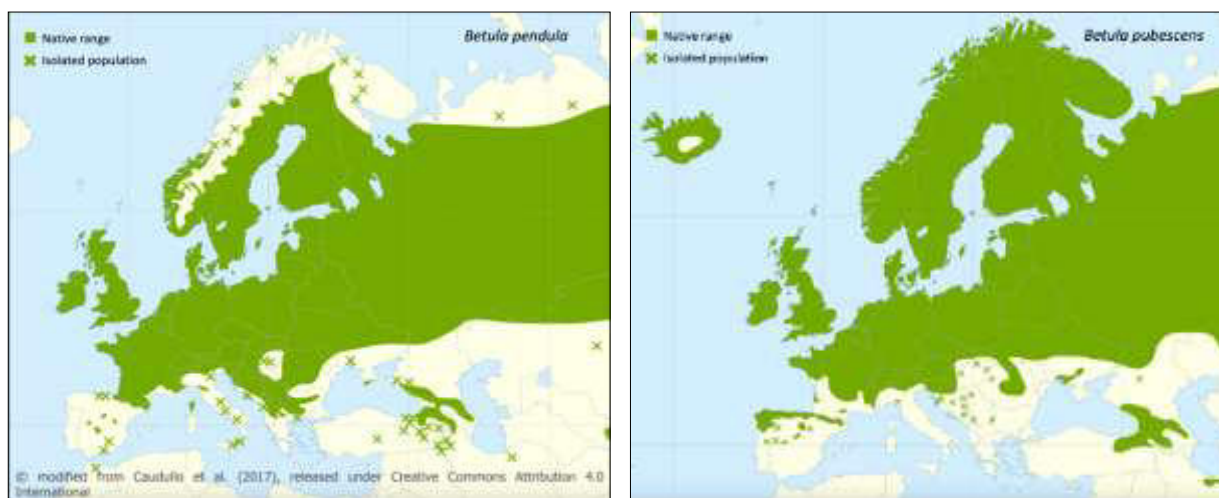 Native range
Isolated population
Betula pendula
© modified from Caudullo et al. (2017), released under Creative Commons Attribution 4.0
International
Native range
Isolated population
Betula pubescens